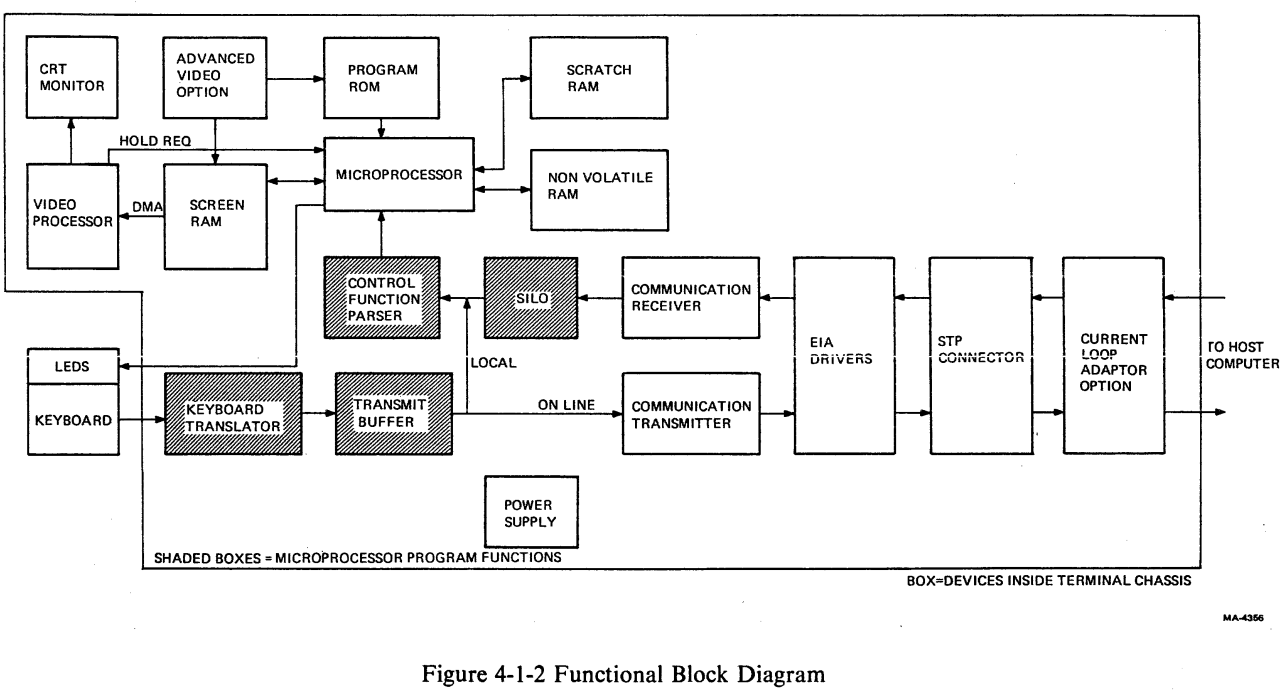 CRT
MONITOR
ADVANCED
VIDEO
OPTION
PROGRAM
ROM
SCRATCH
RAM
HOLD REQ
MICROPROCESSOR
NON VOLATILE
RAM
VIDEO
PROCESSOR
DMA
SCREEN
RAM
CONTROL
FUNCTION
PARSER
SILO
COMMUNICATION
RECEIVER
EIA
DRIVERS
STP
CONNECTOR
CURRENT
LOOP
ADAPTOR
OPTION
TO HOST
COMPUTER
LEDS
KEYBOARD
KEYBOARD
TRANSLATOR
TRANSMIT
BUFFER
LOCAL
ON LINE
COMMUNICATION
TRANSMITTER
POWER
SUPPLY
SHADED BOXES = MICROPROCESSOR PROGRAM FUNCTIONS
BOX=DEVICES INSIDE TERMINAL CHASSIS
MA-4356
Figure 4-1-2 Functional Block Diagram